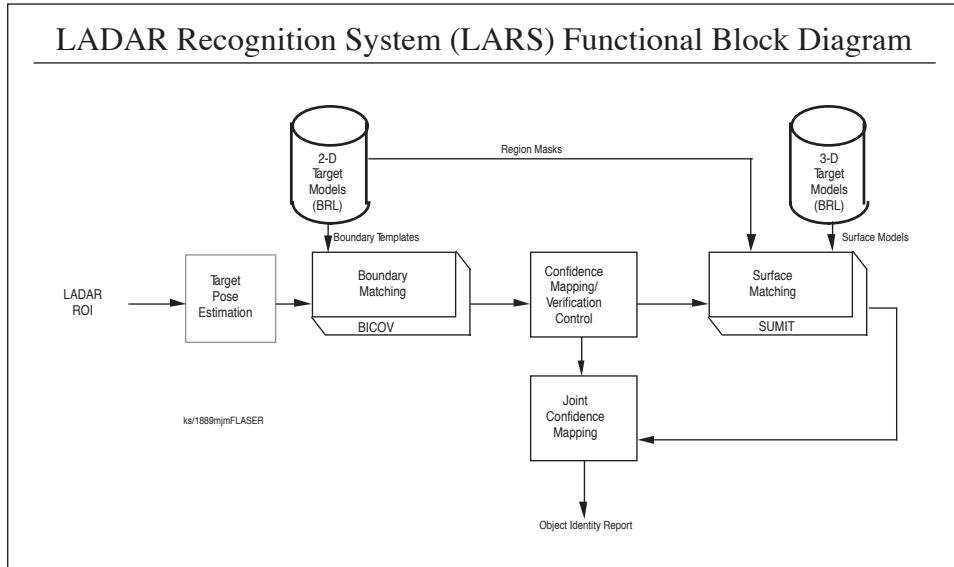 LADAR Recognition System (LARS) Functional Block Diagram
2-D
Target
Models
(BRL)
Region Masks
3-D
Target
Models
(BRL)
Boundary Templates
Surface Models
LADAR
ROI
Target
Pose
Estimation
Boundary
Matching
BICOV
Confidence
Mapping/
Verification
Control
Surface
Matching
SUMIT
Joint
Confidence
Mapping
ks/1889mjmFLASER
Object Identity Report